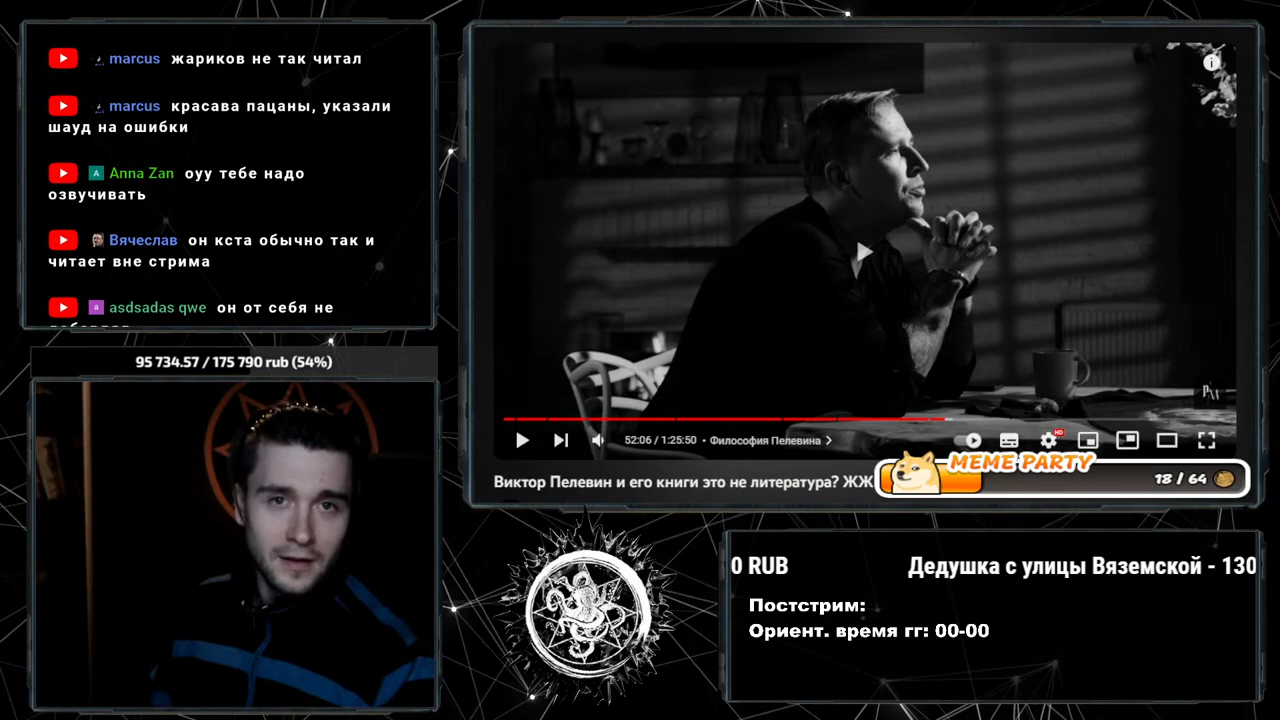 marcus жариков не так читал
marcus красава пацаны, указали
шауд на ошибки
A Anna Zan оуу тебе надо
озвучивать
Вячеслав он кста обычно так и
читает вне стрима
a asdsadas qwe он от себя не
95 734.57 / 175 790 rub (54%)
52:06 / 1:25:50 • Философия Пелевина
HD
Виктор Пелевин и его книги это не литература? ЖЖ
MEME PARTY
18 / 64
0 RUB Дедушка с улицы Вяземской - 130
Постстрим:
Ориент. время гг: 00-00